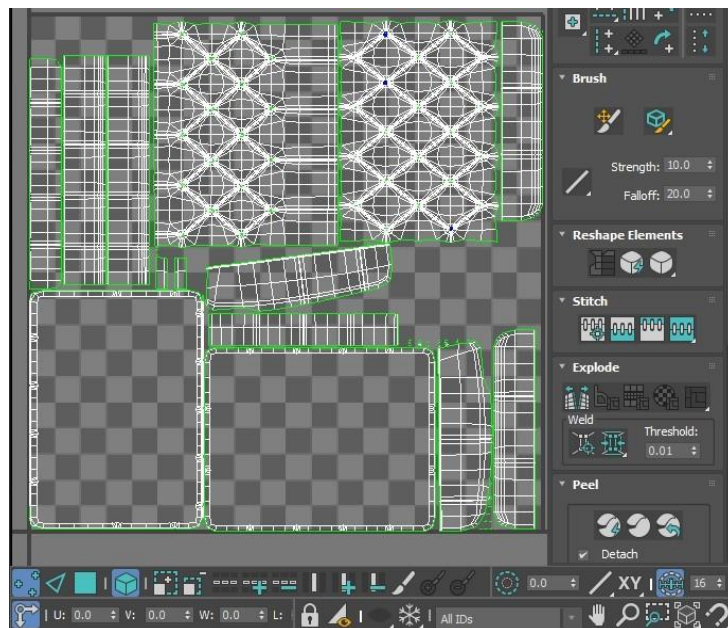 Brush
Strength: 10.0
Falloff: 20.0
Reshape Elements
Stitch
Explode
Weld
Threshold:
0.01
Peel
Detach
0.0 XY 16
U: 0.0 V: 0.0 W: 0.0 L: All IDs